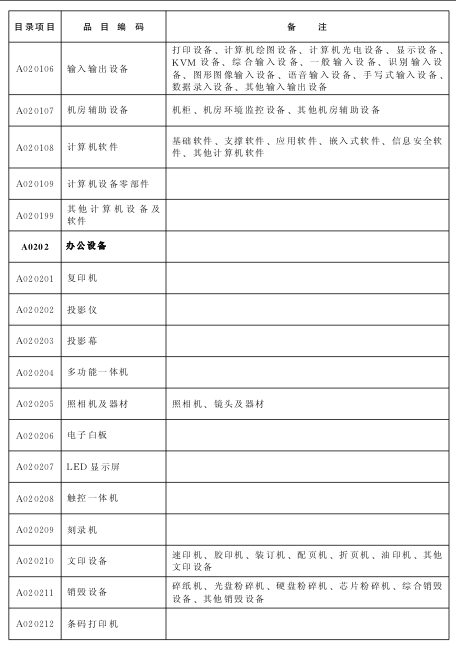 目录项目 品目编码 备注
A020106 输入输出设备 打印设备、计算机绘图设备、计算机光电设备、显示设备、
KVM 设备、综合输入设备、一般输入设备、识别输入设
备、图形图像输入设备、语音输入设备、手写式输入设备、
数据录入设备、其他输入输出设备
A020107 机房辅助设备 机柜、机房环境监控设备、其他机房辅助设备
A020108 计算机软件 基础软件、支撑软件、应用软件、嵌入式软件、信息安全软
件、其他计算机软件
A020109 计算机设备零部件
A020199 其他计算机设备及
软件
A0202 办公设备
A020201 复印机
A020202 投影仪
A020203 投影幕
A020204 多功能一体机
A020205 照相机及器材 照相机、镜头及器材
A020206 电子白板
A020207 LED 显示屏
A020208 触控一体机
A020209 刻录机
A020210 文印设备 速印机、胶印机、装订机、配页机、折页机、油印机、其他
文印设备
A020211 销毁设备 碎纸机、光盘粉碎机、硬盘粉碎机、芯片粉碎机、综合销毁
设备、其他销毁设备
A020212 条码打印机